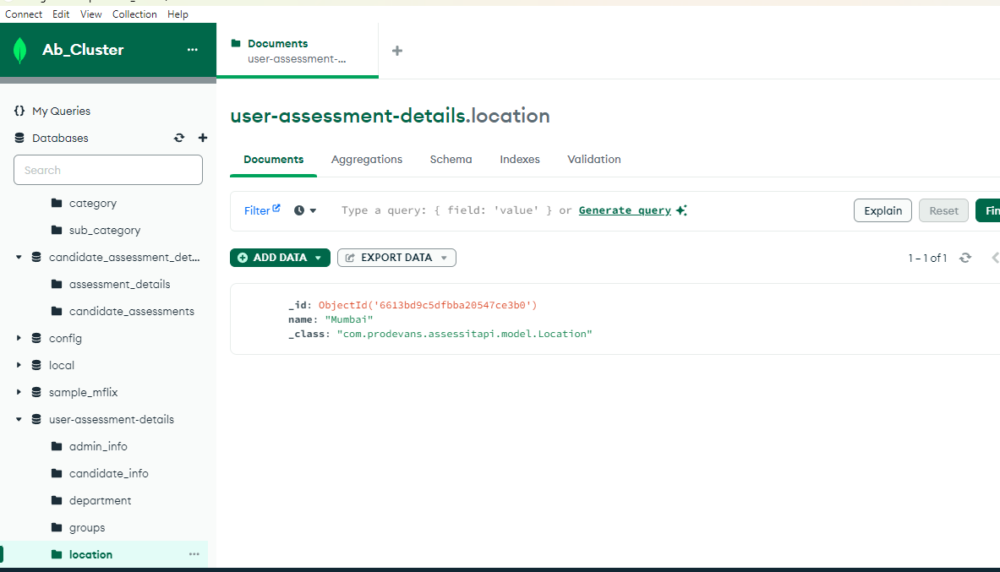 Connect Edit View Collection Help
Ab_Cluster
Documents
user-assessment-...
My Queries
Databases
Search
category
sub_category
candidate_assessment_det...
assessment_details
candidate_assessments
config
local
sample_mflix
user-assessment-details
admin_info
candidate_info
department
groups
location
user-assessment-details.location
Documents Aggregations Schema Indexes Validation
Filter Type a query: { field: 'value' } or Generate query Explain Reset Fin
ADD DATA EXPORT DATA 1 – 1 of 1
_id: ObjectId('6613bd9c5dfbba20547ce3b0')
name: "Mumbai"
_class: "com.prodevans.assessitapi.model.Location"